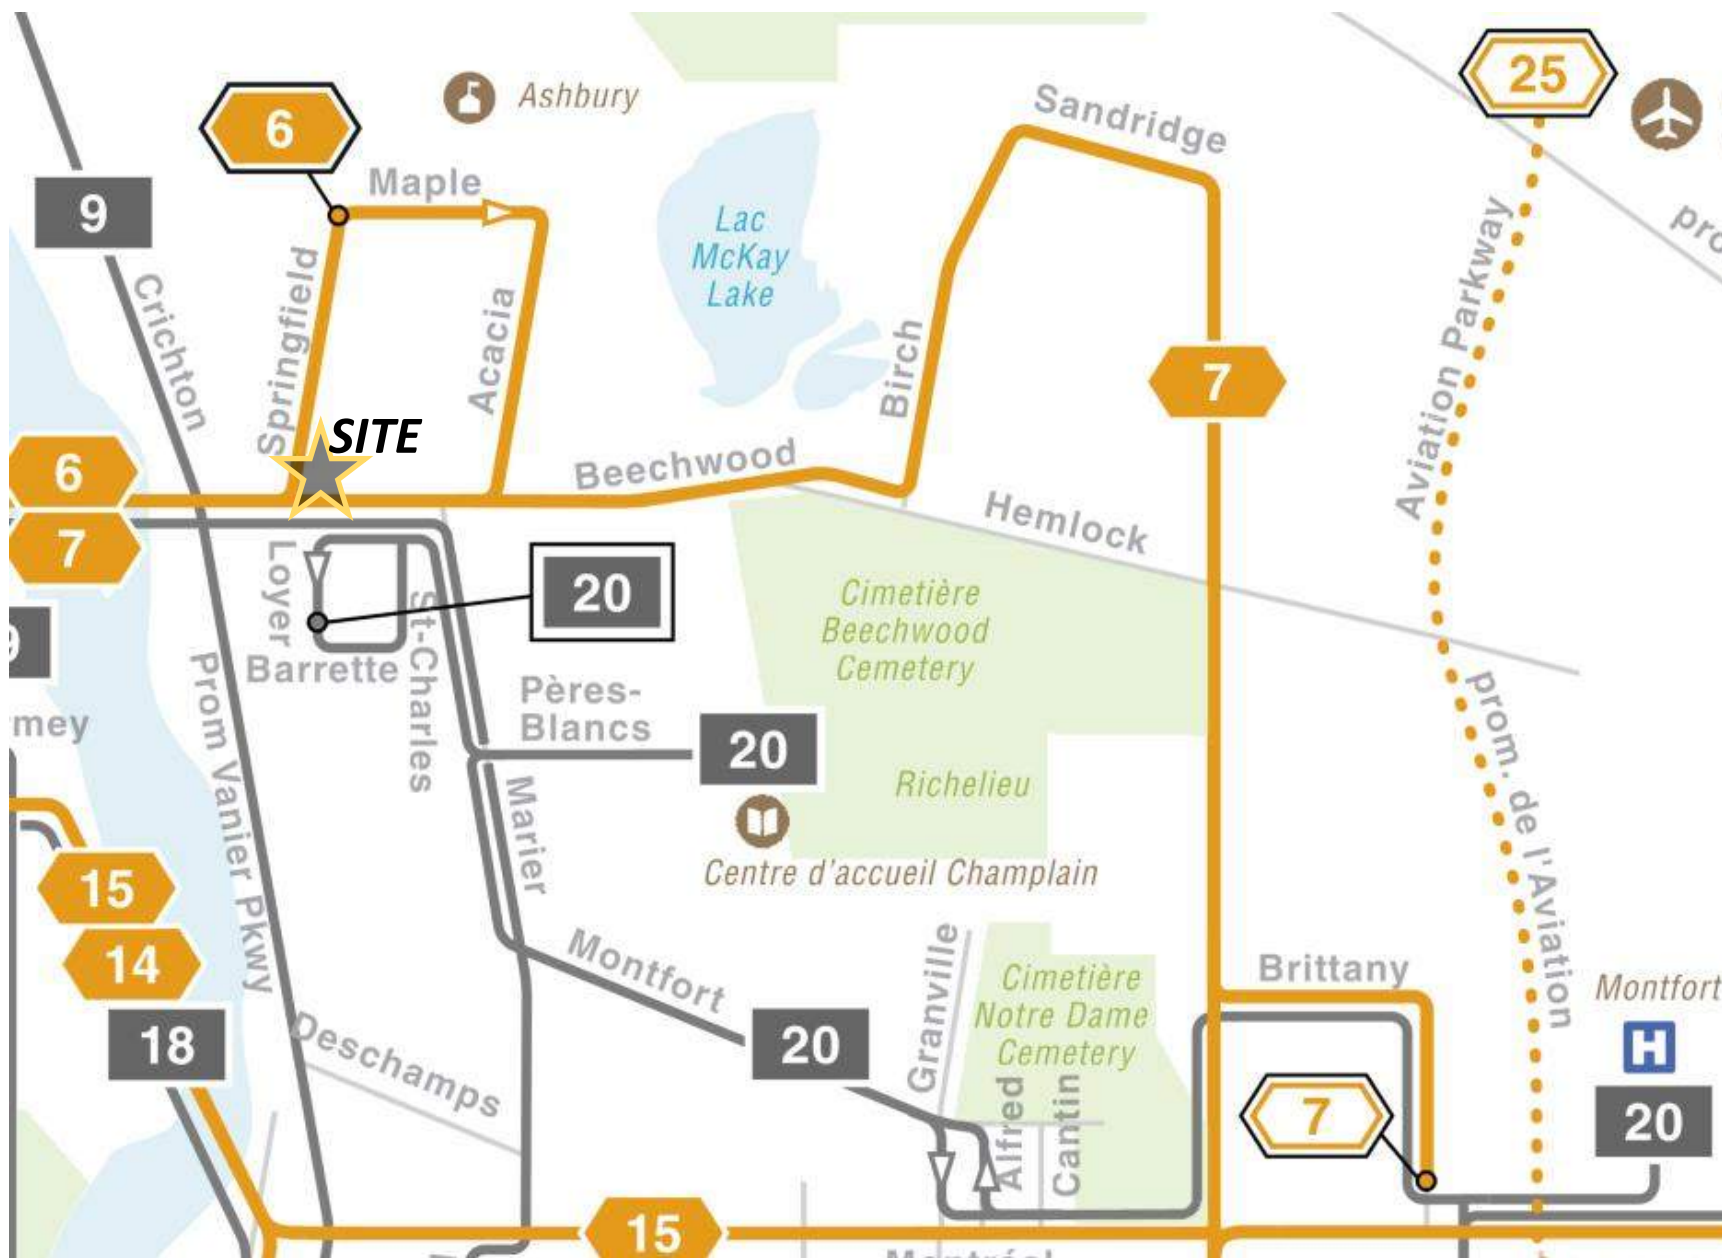 25
Ashbury
Sandridge
6
Maple
9
Lac
McKay
Lake
Aviation Parkway
Crichton
Springfield
Acacia
Birch
7
SITE
Beechwood
6
7
Hemlock
Loyer
20
St-Charles
Cimetière
Beechwood
Cemetery
Barrette
Prom Vanier Pkwy
Pères-
Blancs
20
prom. de l'Aviation
mey
Marier
Richelieu
Centre d'accueil Champlain
15
14
Montfort
Granville
Cimetière
Notre Dame
Cemetery
Brittany
Montfort
H
18
Deschamps
20
Alfred
Cantin
7
20
15